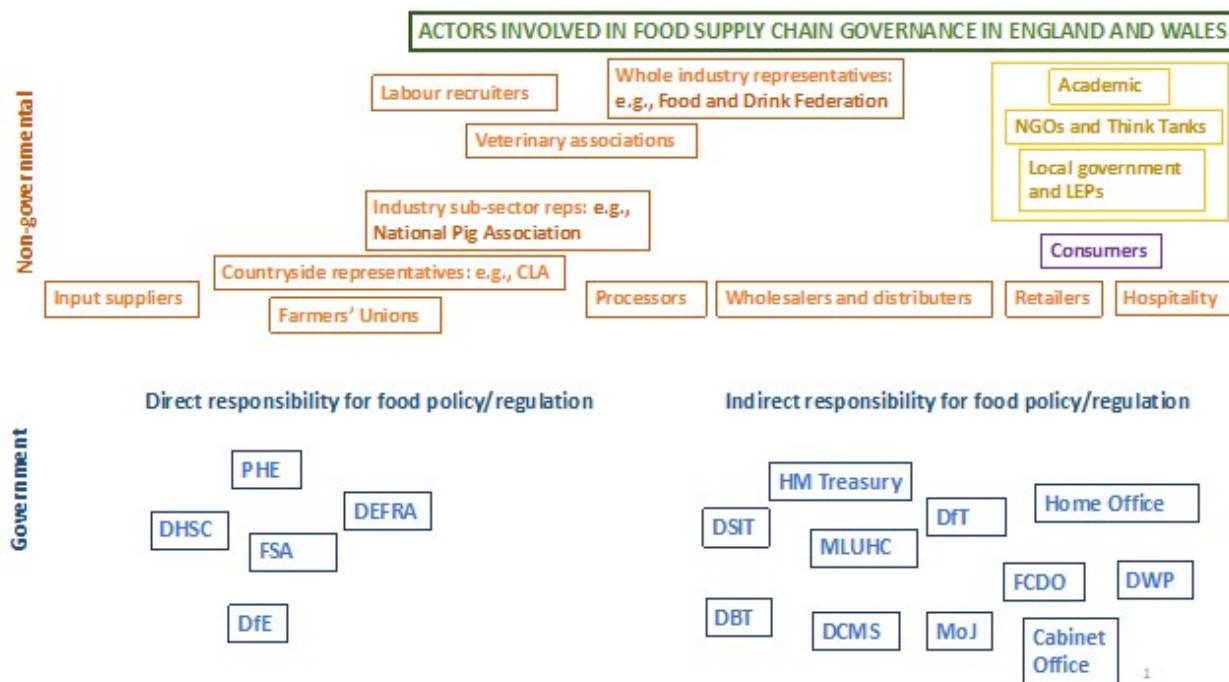 ACTORS INVOLVED IN FOOD SUPPLY CHAIN GOVERNANCE IN ENGLAND AND WALES
Non-governmental
Labour recruiters
Whole industry representatives:
e.g., Food and Drink Federation
Veterinary associations
Academic
NGOs and Think Tanks
Local government
and LEPs
Industry sub-sector reps: e.g.,
National Pig Association
Consumers
Countryside representatives: e.g., CLA
Input suppliers
Farmers' Unions
Processors
Wholesalers and distributers
Retailers
Hospitality
Government
Direct responsibility for food policy/regulation
PHE
DEFRA
DHSC
FSA
DfE
Indirect responsibility for food policy/regulation
HM Treasury
Home Office
DSIT
DfT
MLUHC
FCDO
DWP
DBT
DCMS
MoJ
Cabinet
Office
1